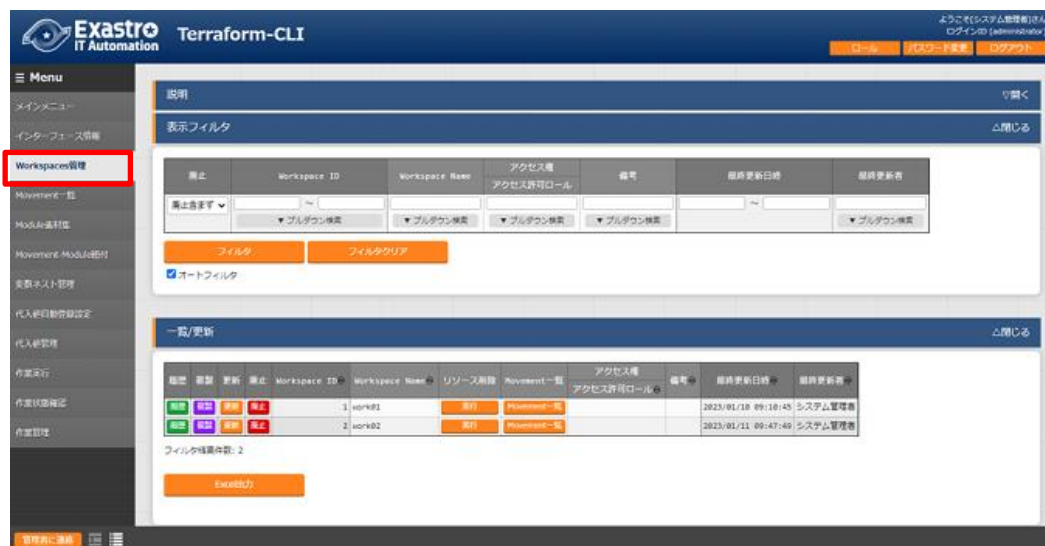 Exastro
IT Automation
Terraform-CLI
ようこそ[システム管理者]さん
ログインID [administrator]
ロール
パスワード変更
ログアウト
≡ Menu
メインメニュー
インターフェース情報
Workspaces管理
Movement一覧
Module素材集
Movement-Module紐付
変数ネスト管理
代入値自動登録設定
代入値管理
作業実行
作業状態確認
作業管理
説明
▽開く
表示フィルタ
△閉じる
廃止 Workspace ID Workspace Name アクセス権 備考 最終更新日時 最終更新者
アクセス許可ロール
廃止含まず ～ ～
▼ プルダウン検索 ▼ プルダウン検索 ▼ プルダウン検索 ▼ プルダウン検索 ▼ プルダウン検索
フィルタ
フィルタクリア
オートフィルタ
一覧/更新
△閉じる
履歴 複製 更新 廃止 Workspace ID Workspace Name リソース削除 Movement一覧 アクセス権 備考 最終更新日時 最終更新者
アクセス許可ロール
履歴 複製 更新 廃止 1 work01 実行 Movement一覧 2023/01/10 09:10:45 システム管理者
履歴 複製 更新 廃止 2 work02 実行 Movement一覧 2023/01/11 09:47:49 システム管理者
フィルタ結果件数: 2
Excel出力
管理者に連絡